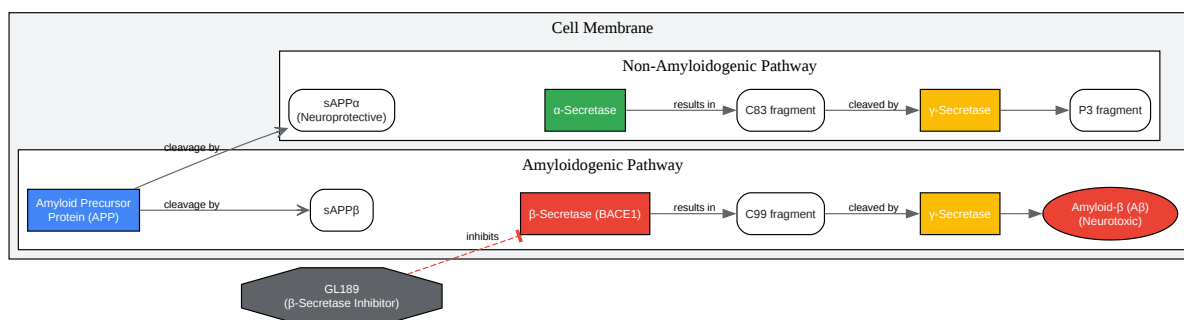 Cell Membrane
Non-Amyloidogenic Pathway
sAPPα
(Neuroprotective)
α-Secretase
results in
C83 fragment
cleaved by
γ-Secretase
P3 fragment
cleavage by
Amyloidogenic Pathway
Amyloid Precursor
Protein (APP)
cleavage by
sAPPβ
β-Secretase (BACE1)
results in
C99 fragment
cleaved by
γ-Secretase
Amyloid-β (Aβ)
(Neurotoxic)
inhibits
GL189
(β-Secretase Inhibitor)